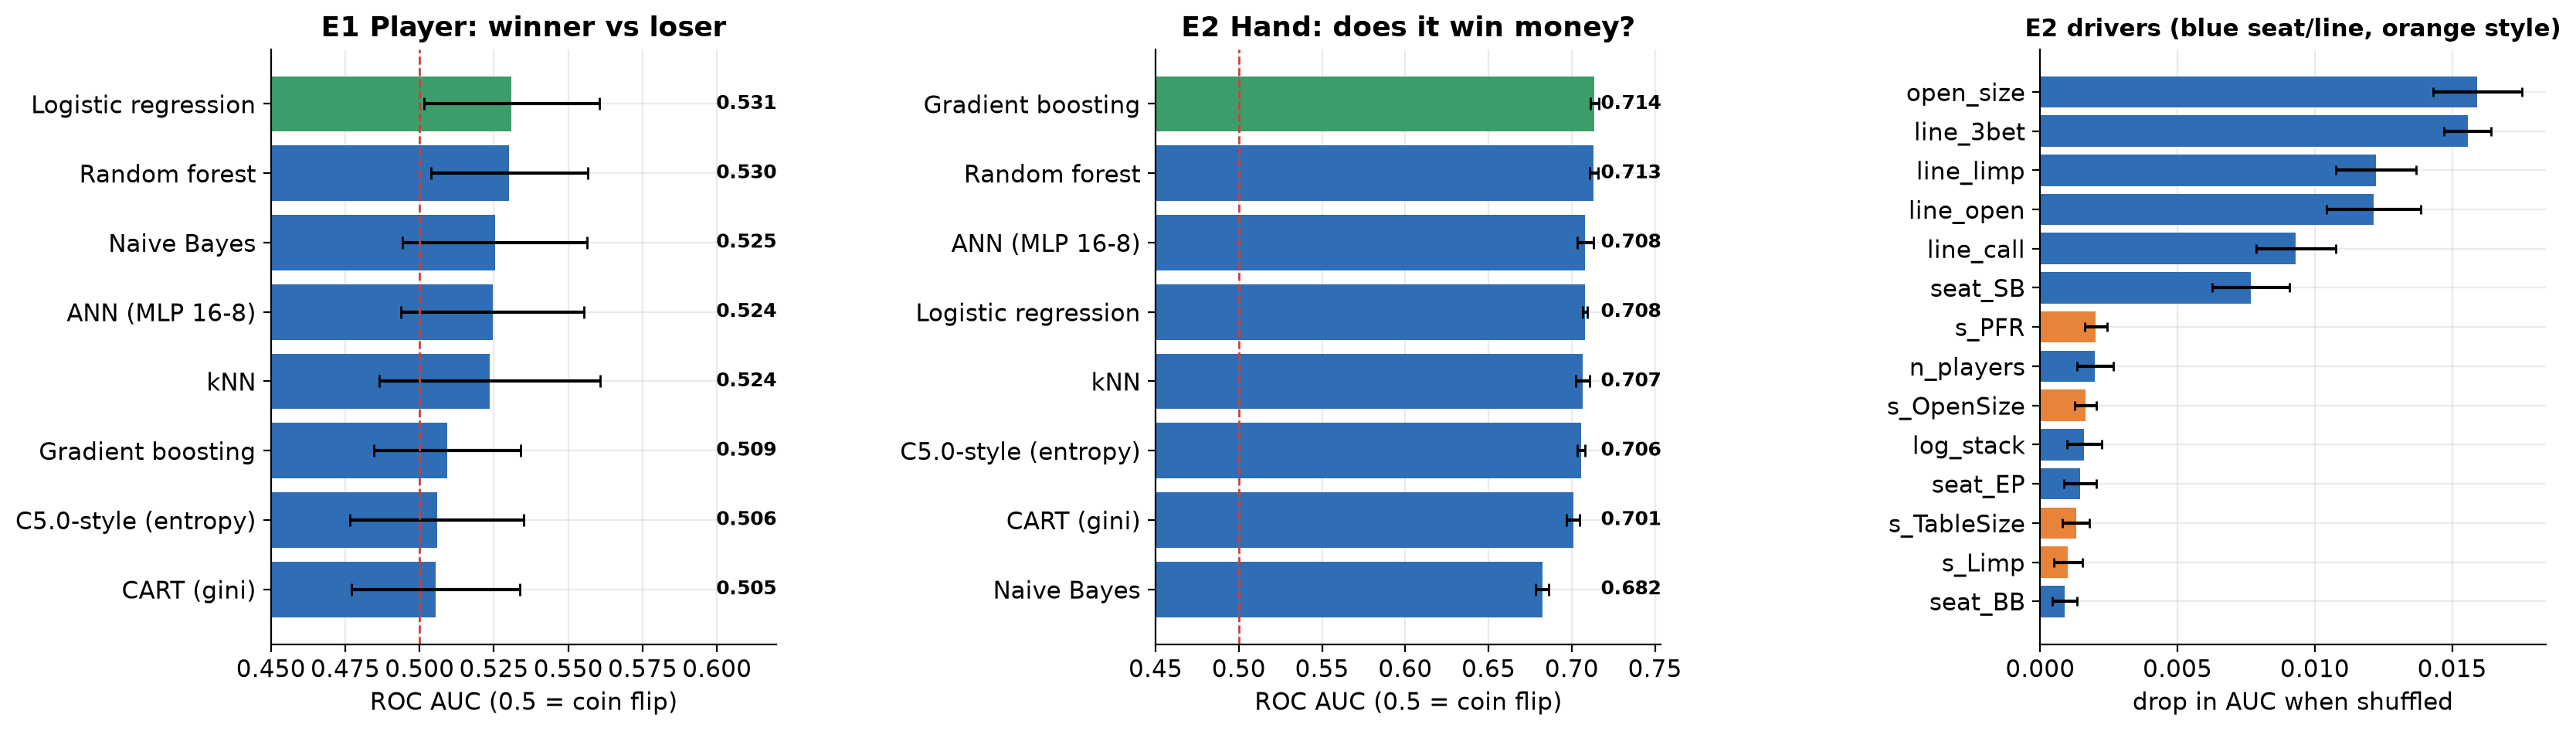 E1 Player: winner vs loser
Logistic regression
0.531
Random forest
0.530
Naive Bayes
0.525
ANN (MLP 16-8)
0.524
kNN
0.524
Gradient boosting
0.509
C5.0-style (entropy)
0.506
CART (gini)
0.505
0.450 0.475 0.500 0.525 0.550 0.575 0.600
ROC AUC (0.5 = coin flip)
E2 Hand: does it win money?
Gradient boosting
0.714
Random forest
0.713
ANN (MLP 16-8)
0.708
Logistic regression
0.708
kNN
0.707
C5.0-style (entropy)
0.706
CART (gini)
0.701
Naive Bayes
0.682
0.45 0.50 0.55 0.60 0.65 0.70 0.75
ROC AUC (0.5 = coin flip)
E2 drivers (blue seat/line, orange style)
open_size
line_3bet
line_limp
line_open
line_call
seat_SB
s_PFR
n_players
s_OpenSize
log_stack
seat_EP
s_TableSize
s_Limp
seat_BB
0.000 0.005 0.010 0.015
drop in AUC when shuffled